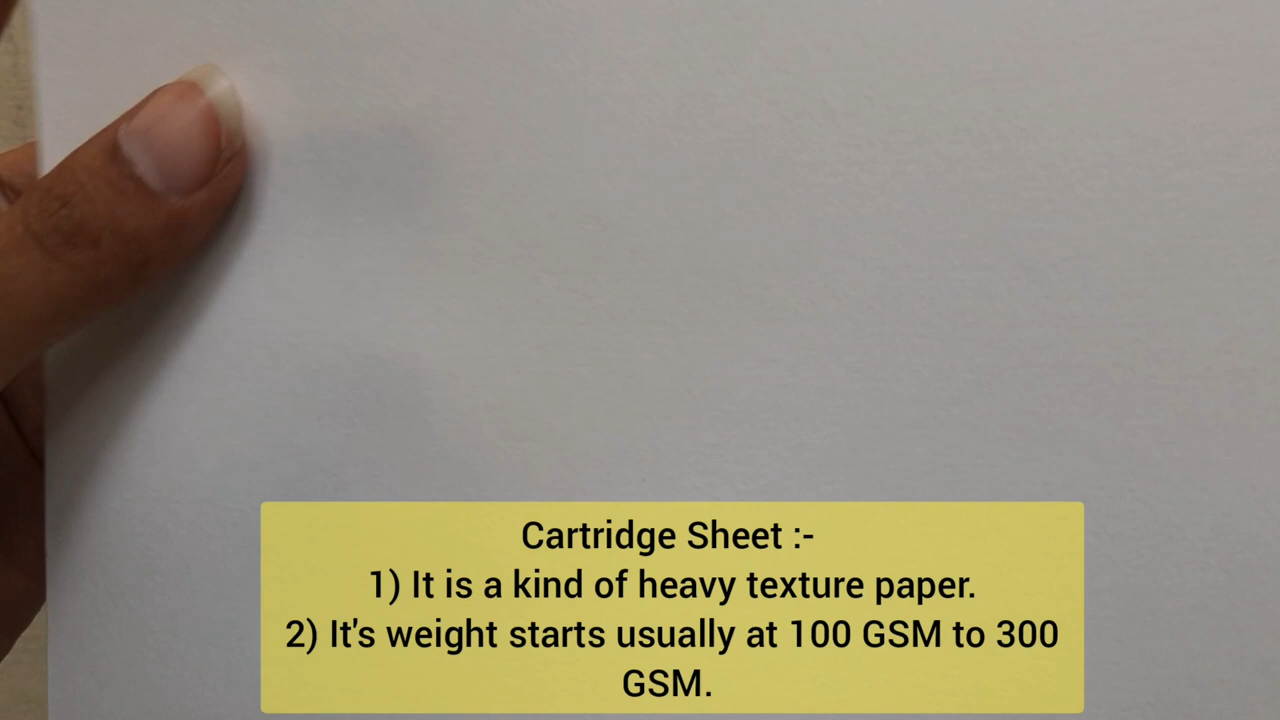 Cartridge Sheet :-
1) It is a kind of heavy texture paper.
2) It's weight starts usually at 100 GSM to 300
GSM.